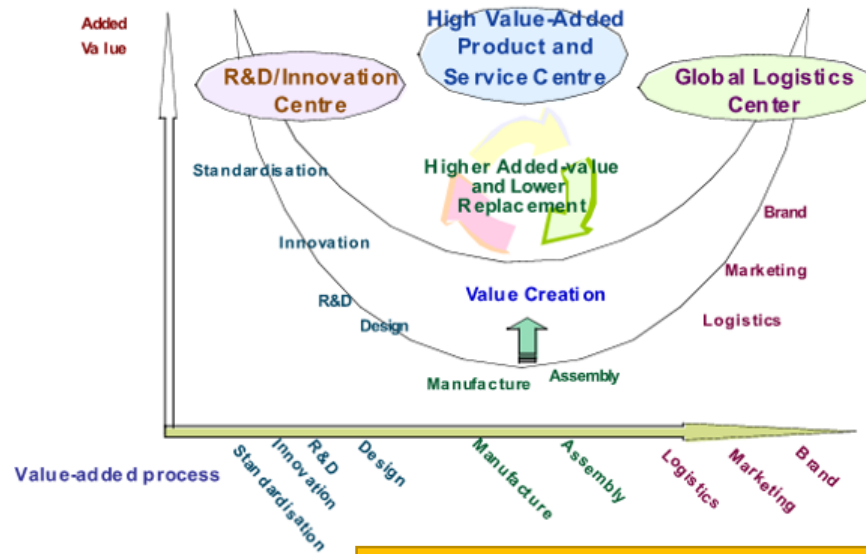 Added
Value
R&D/Innovation
Centre
High Value-Added
Product and
Service Centre
Global Logistics
Center
Standardisation
Higher Added-value
and Lower
Replacement
Innovation
Brand
Marketing
R&D
Value Creation
Design
Logistics
Manufacture
Assembly
Value-added process
Standardisation
Innovation
R&D
Design
Manufacture
Assembly
Logistics
Marketing
Brand